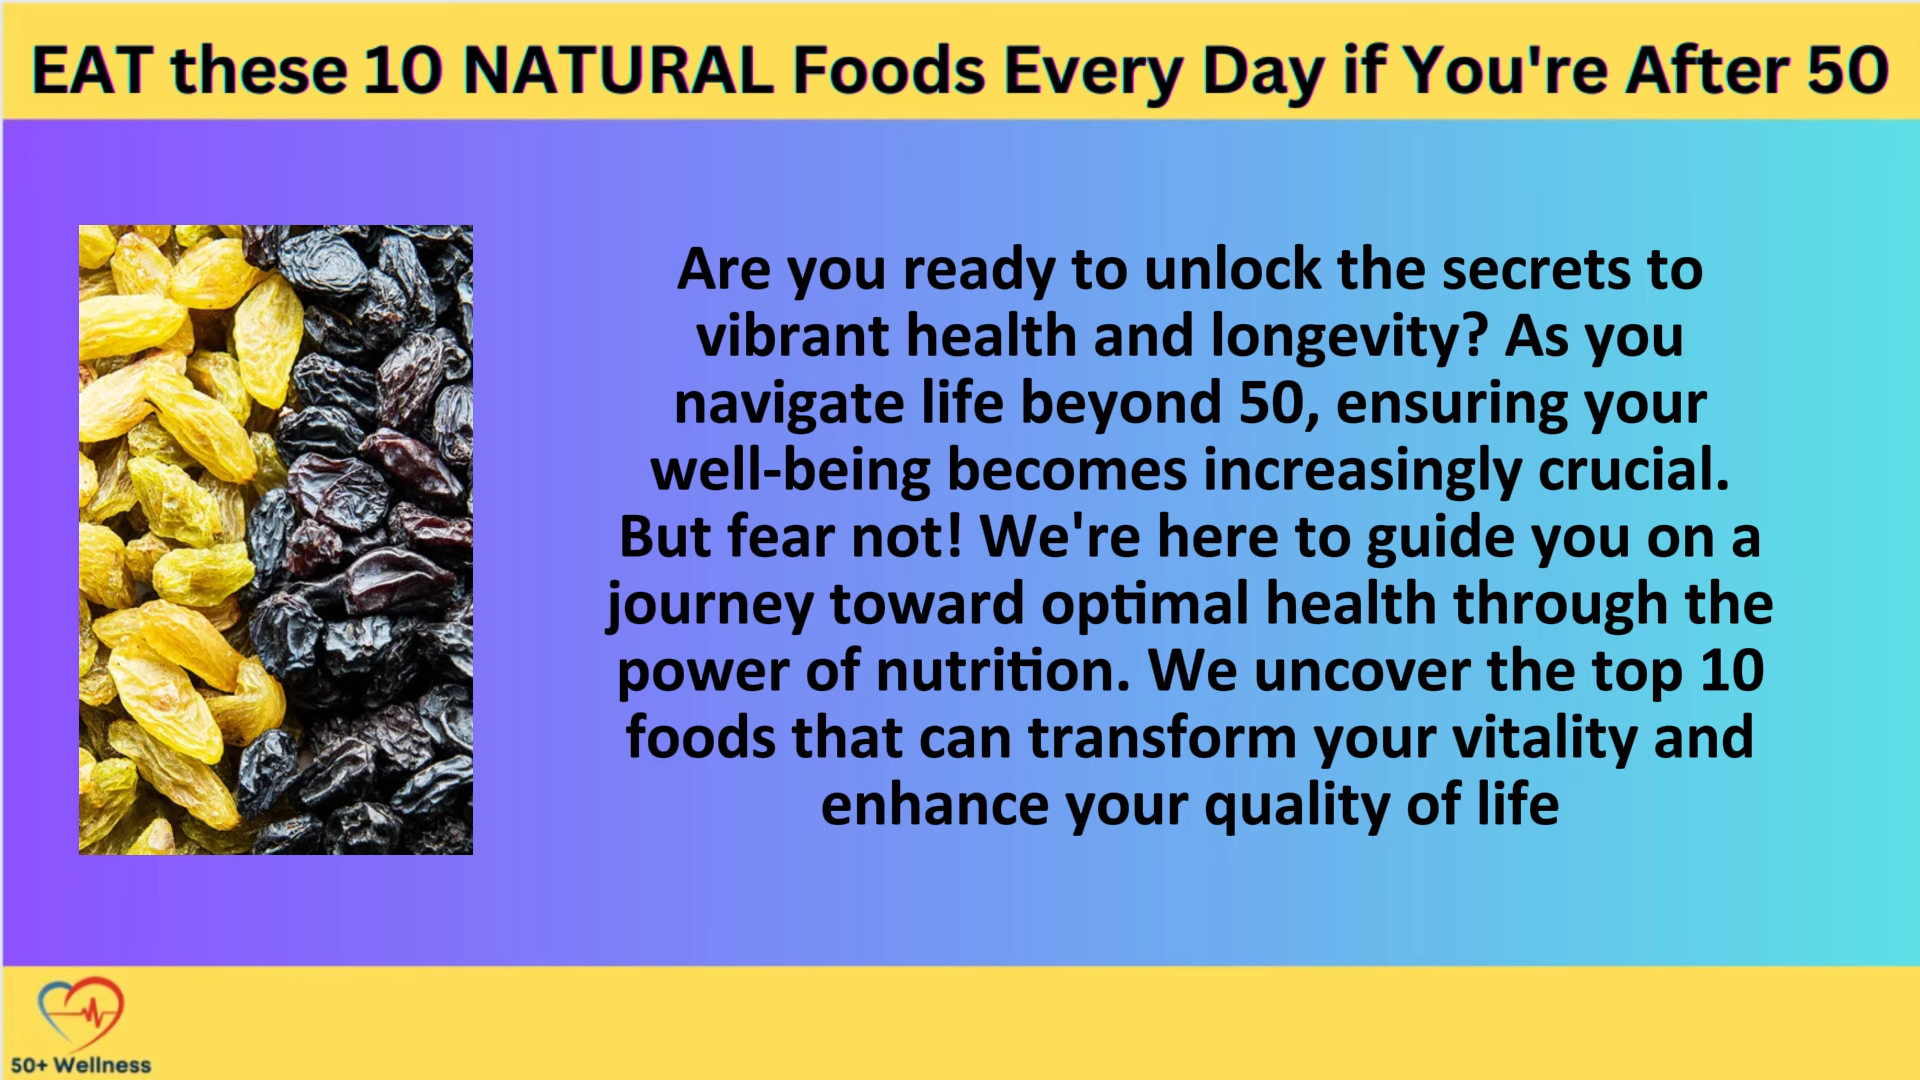 EAT these 10 NATURAL Foods Every Day if You're After 50
Are you ready to unlock the secrets to
vibrant health and longevity? As you
navigate life beyond 50, ensuring your
well-being becomes increasingly crucial.
But fear not! We're here to guide you on a
journey toward optimal health through the
power of nutrition. We uncover the top 10
foods that can transform your vitality and
enhance your quality of life
50+ Wellness